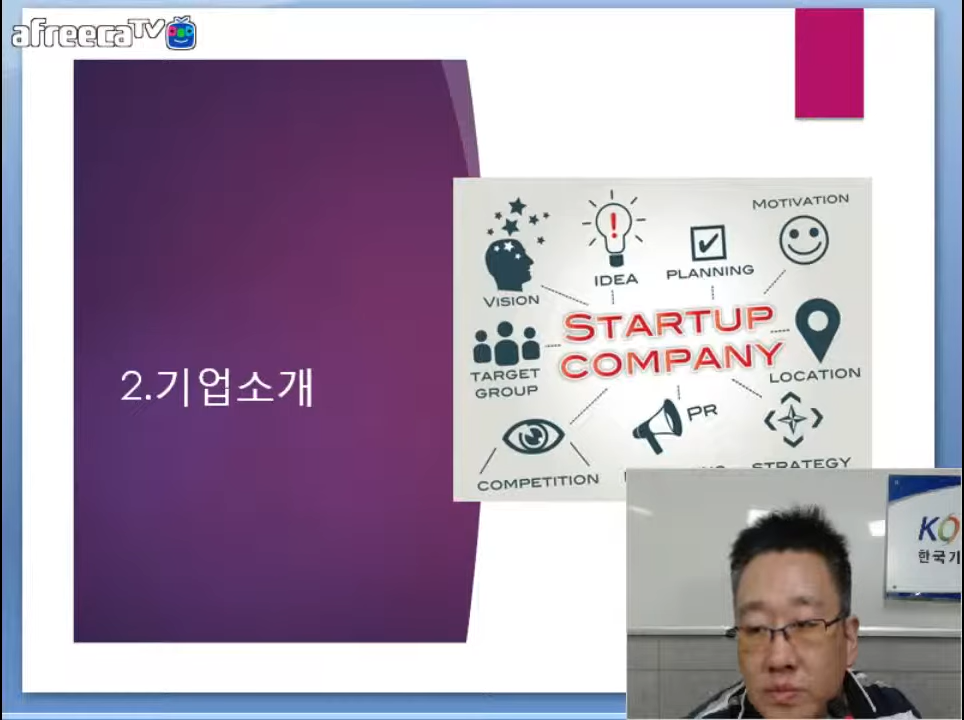 afreecaTV
2.기업소개
MOTIVATION
IDEA
PLANNING
VISION
STARTUP
COMPANY
TARGET
GROUP
LOCATION
PR
COMPETITION
STRATEGY
한국기